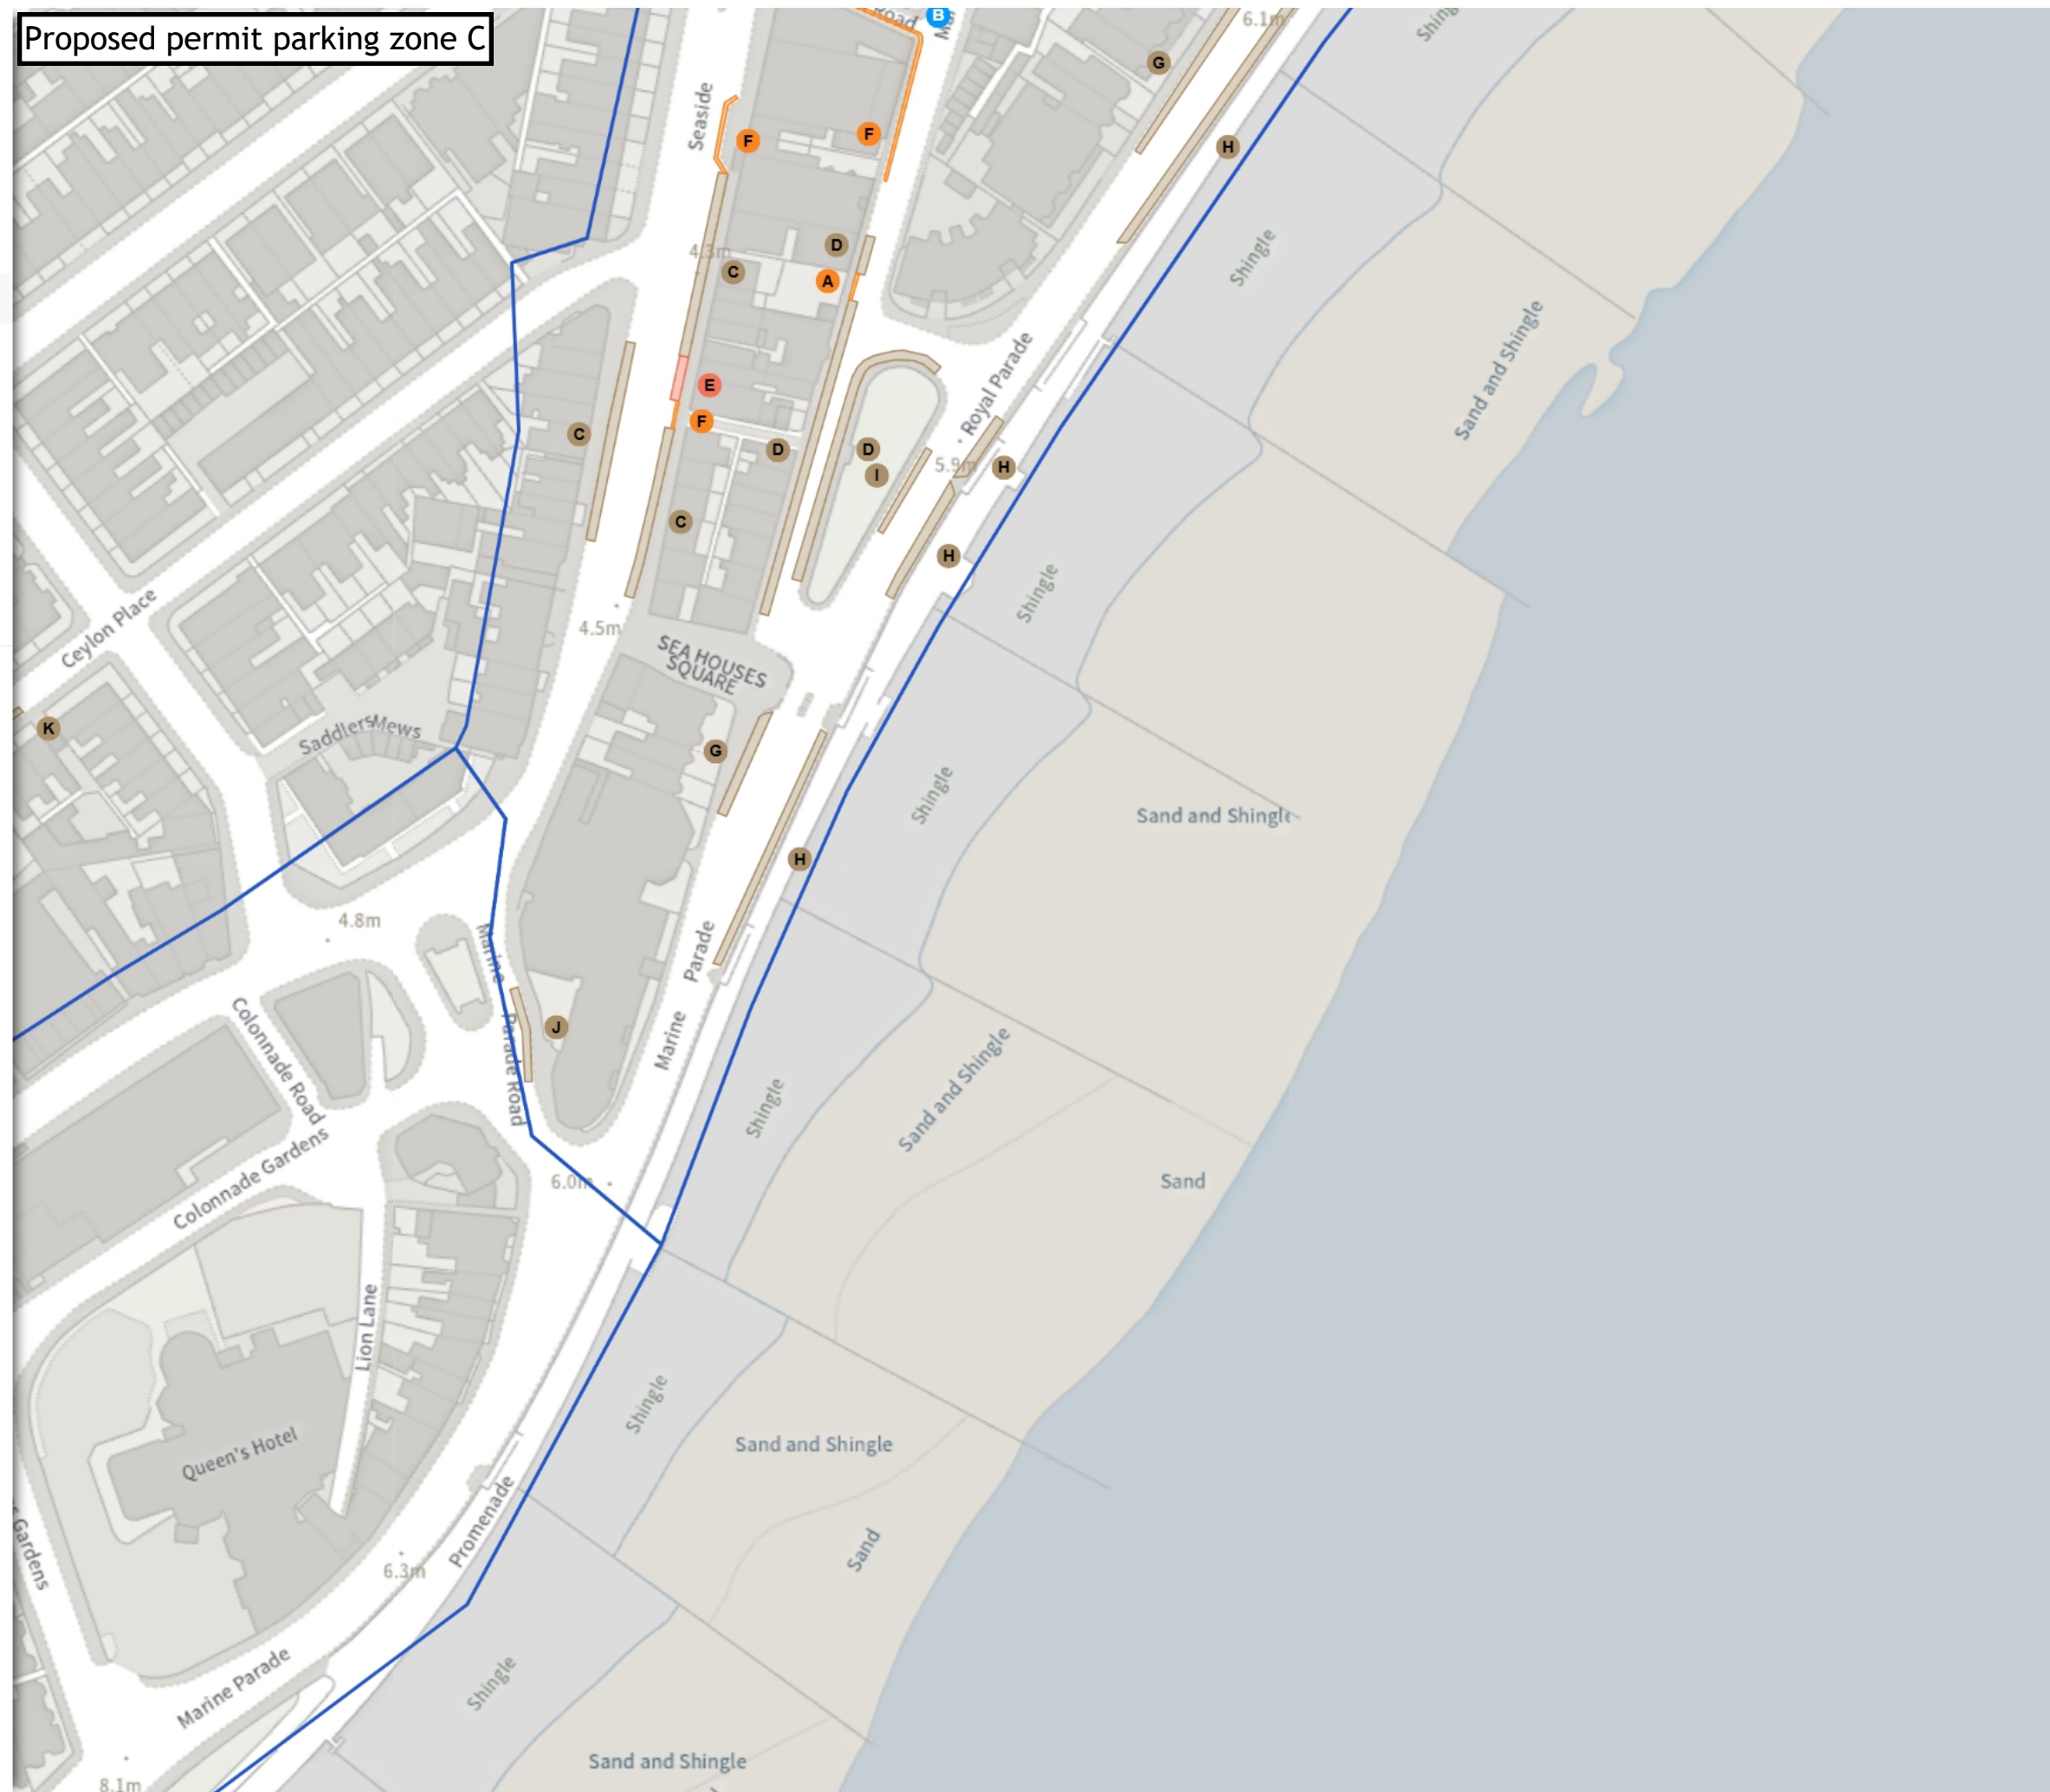 Proposed permit parking zone C
Road
B
6.1m
G
Seaside
F
F
H
Shingle
4.3m
D
C
A
Sand and Shingle
Royal Parade
E
F
C
D
D
I
5.9m
H
C
H
Shingle
Ceylon Place
4.5m
SEA HOUSES
SQUARE
K
Saddlers Mews
G
Shingle
Sand and Shingle
H
4.8m
Marine Parade Road
Marine Parade
Colonnade Road
J
Sand and Shingle
Shingle
Colonnade Gardens
6.0m
Sand
Lion Lane
Shingle
Queen's Hotel
Sand and Shingle
Promenade
Gardens
6.3m
Sand
Marine Parade
Shingle
Sand and Shingle
8.1m